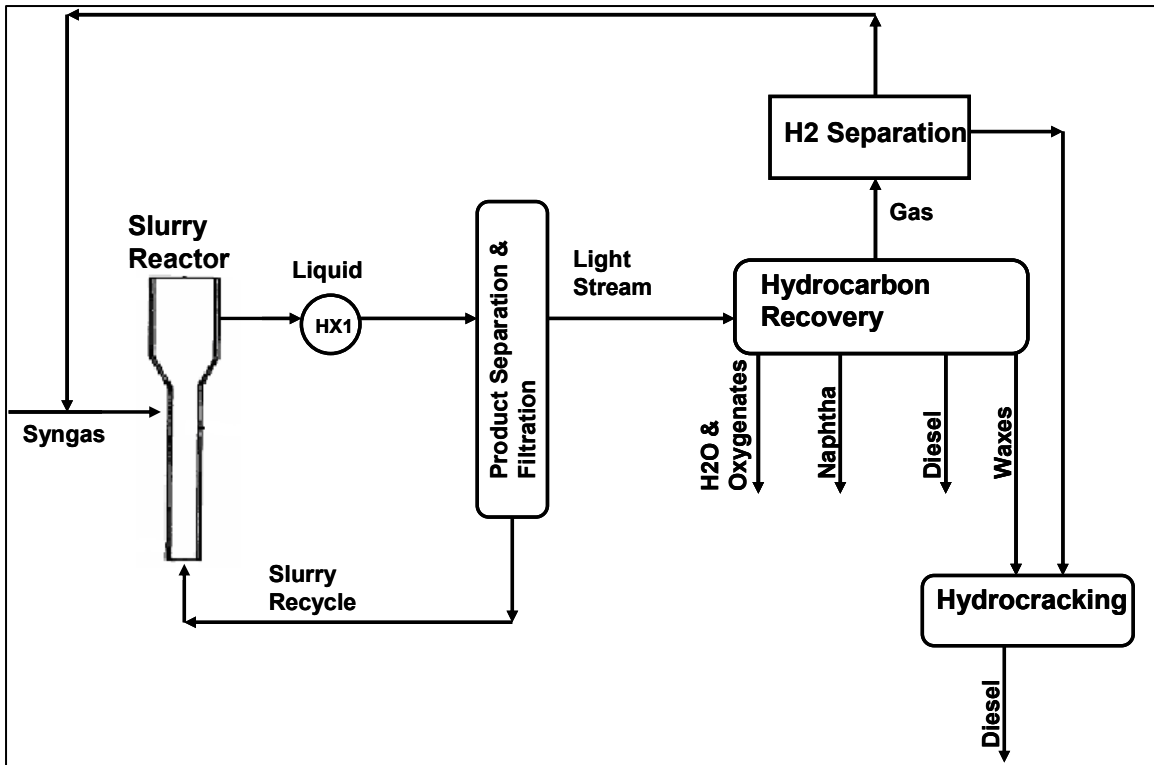 H2 Separation
Gas
Slurry
Reactor
Liquid
HX1
Product Separation &
Filtration
Light
Stream
Hydrocarbon
Recovery
Syngas
H2O &
Oxygenates
Naphtha
Diesel
Waxes
Slurry
Recycle
Hydrocracking
Diesel